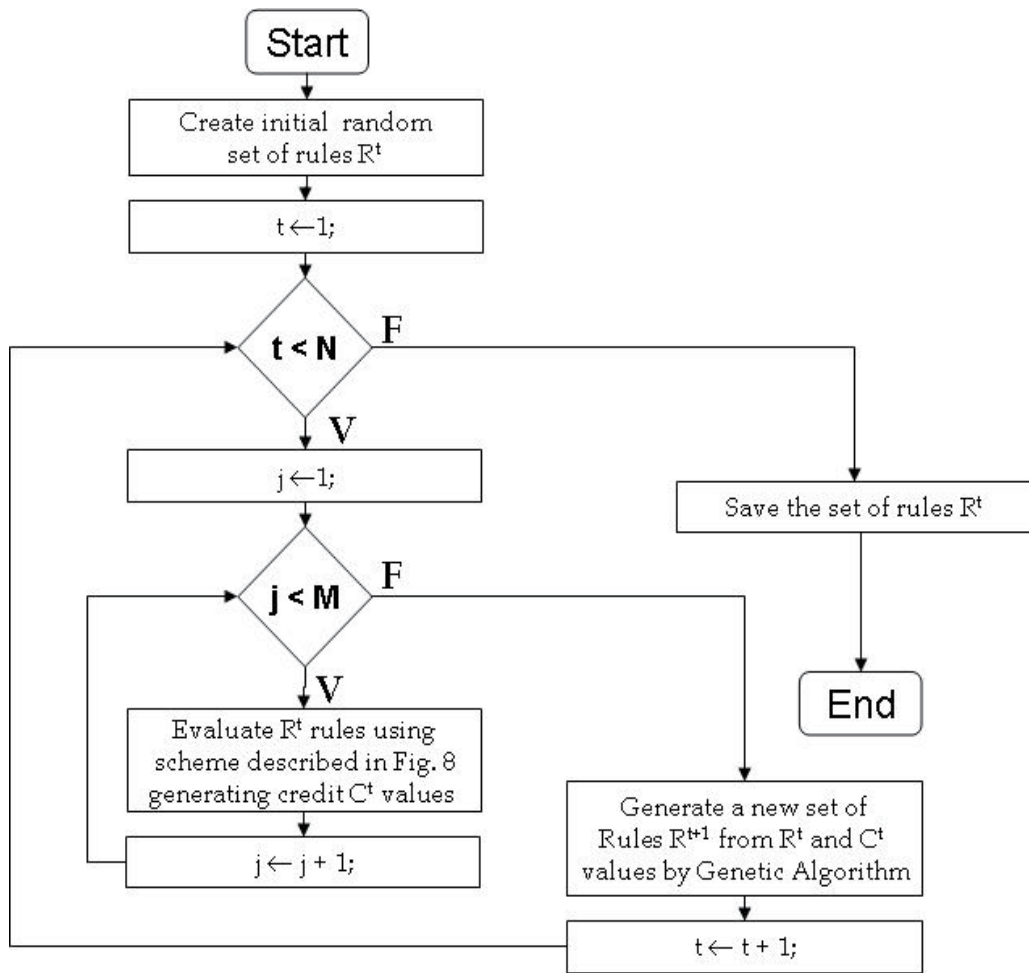 Start
Create initial random
set of rules Rᵗ
t ←1;
t < N
F
V
j ←1;
Save the set of rules Rᵗ
j < M
F
V
End
Evaluate Rᵗ rules using
scheme described in Fig. 8
generating credit Cᵗ values
j ← j + 1;
Generate a new set of
Rules Rᵗ⁺¹ from Rᵗ and Cᵗ
values by Genetic Algorithm
t ← t + 1;